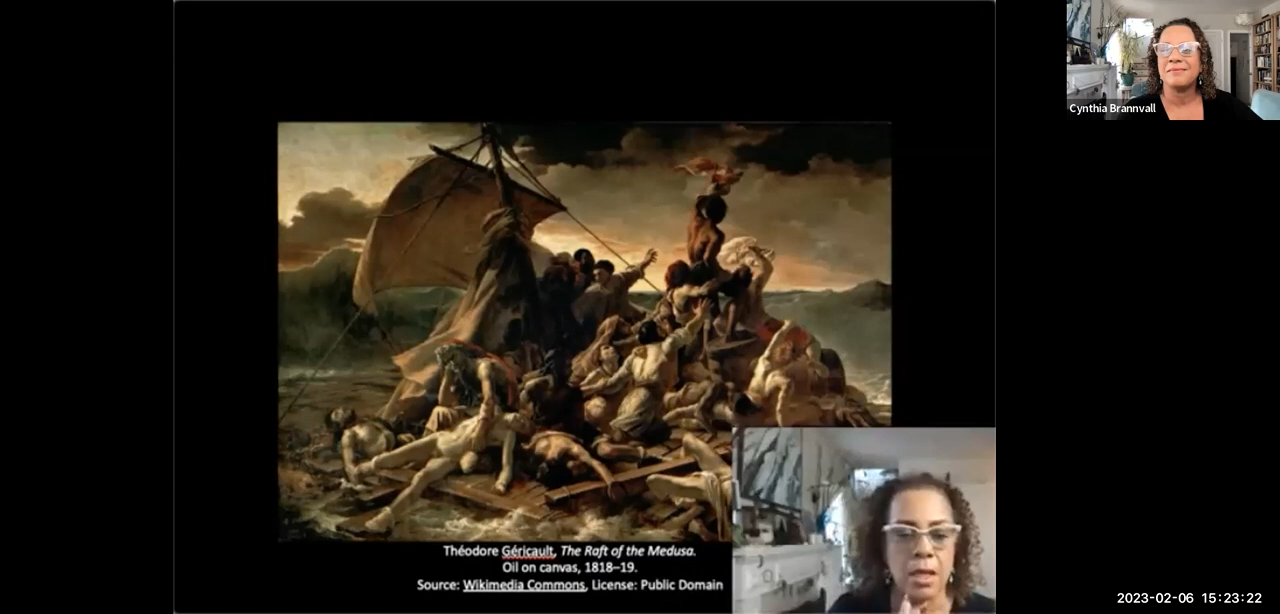 Cynthia Brannvall
Théodore Géricault, The Raft of the Medusa.
Oil on canvas, 1818–19.
Source: Wikimedia Commons, License: Public Domain
2023-02-06 15:23:22